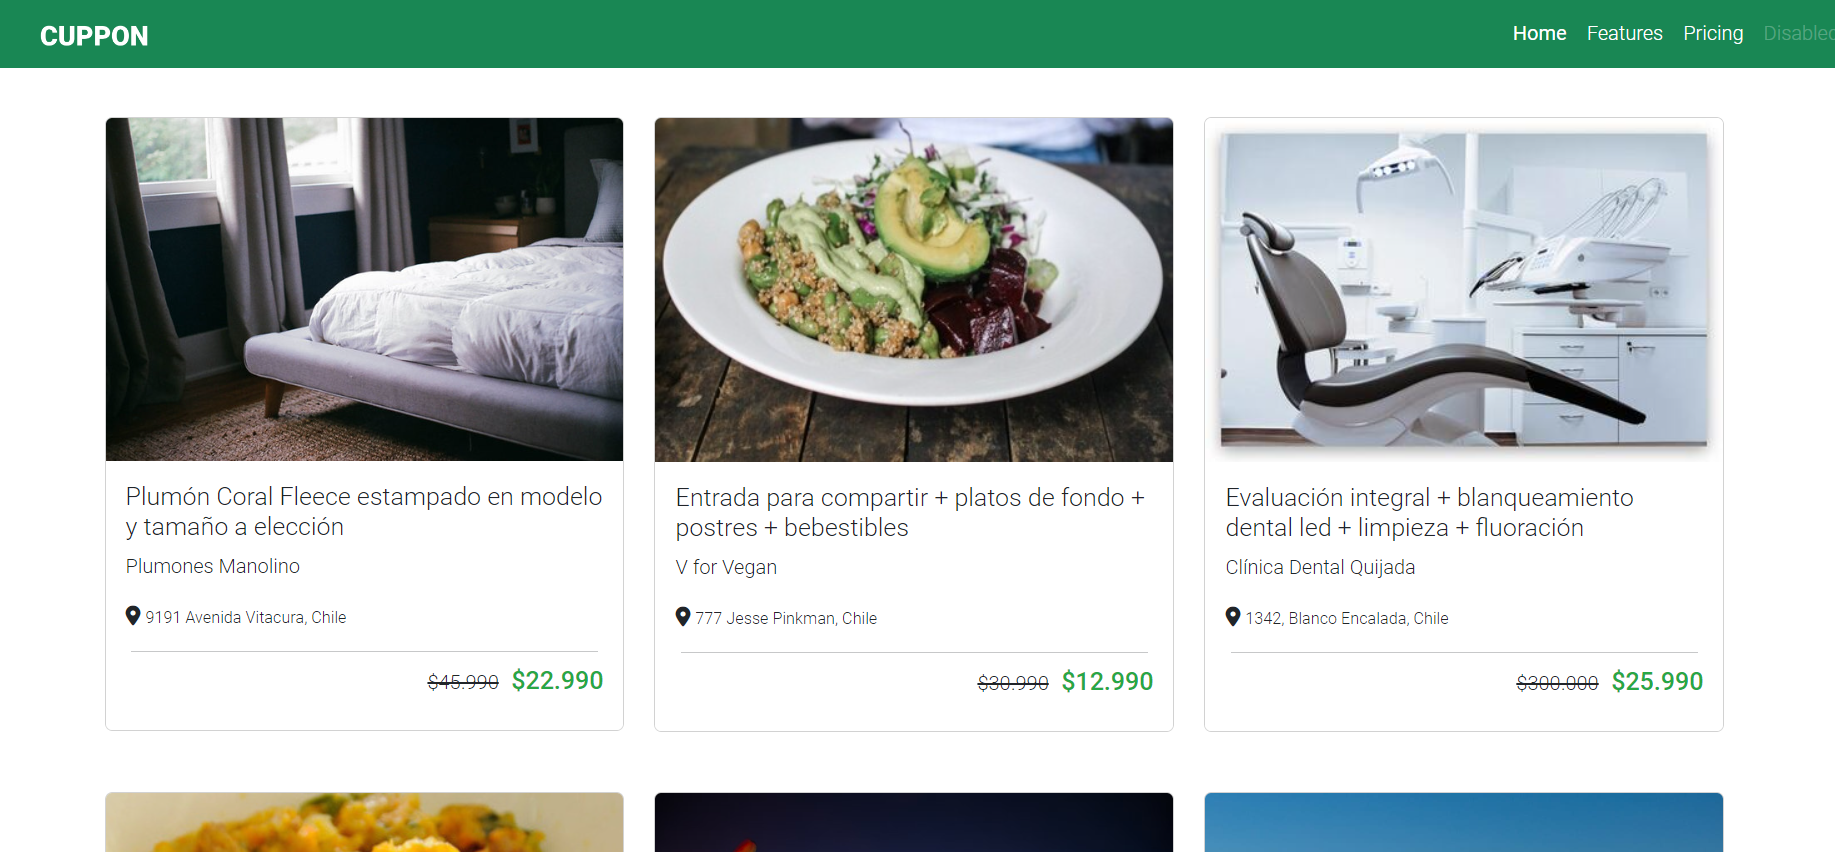 CUPPON
Home Features Pricing Disabled
Plumón Coral Fleece estampado en modelo
y tamaño a elección
Plumones Manolino
9191 Avenida Vitacura, Chile
$45.990 $22.990
Entrada para compartir + platos de fondo +
postres + bebestibles
V for Vegan
777 Jesse Pinkman, Chile
$30.990 $12.990
Evaluación integral + blanqueamiento
dental led + limpieza + fluoración
Clínica Dental Quijada
1342, Blanco Encalada, Chile
$300.000 $25.990